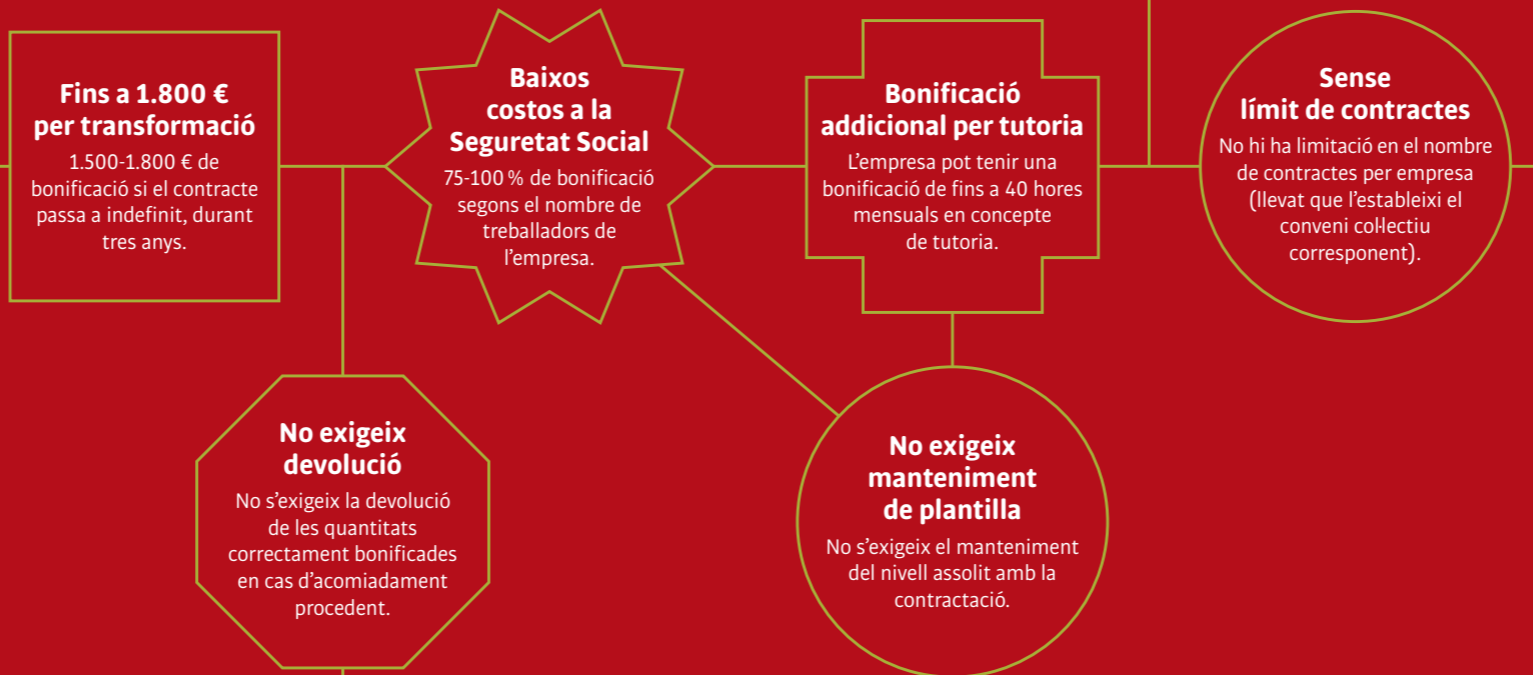 Fins a 1.800 €
per transformació
1.500-1.800 € de
bonificació si el contracte
passa a indefinit, durant
tres anys.
Baixos
costos a la
Seguretat Social
75-100 % de bonificació
segons el nombre de
treballadors de
l’empresa.
Bonificació
addicional per tutoria
L’empresa pot tenir una
bonificació de fins a 40 hores
mensuals en concepte
de tutoria.
Sense
límit de contractes
No hi ha limitació en el nombre
de contractes per empresa
(llevat que l’estableixi el
conveni col·lectiu
corresponent).
No exigeix
devolució
No s’exigeix la devolució
de les quantitats
correctament bonificades
en cas d’acomiadament
procedent.
No exigeix
manteniment
de plantilla
No s’exigeix el manteniment
del nivell assolit amb la
contractació.